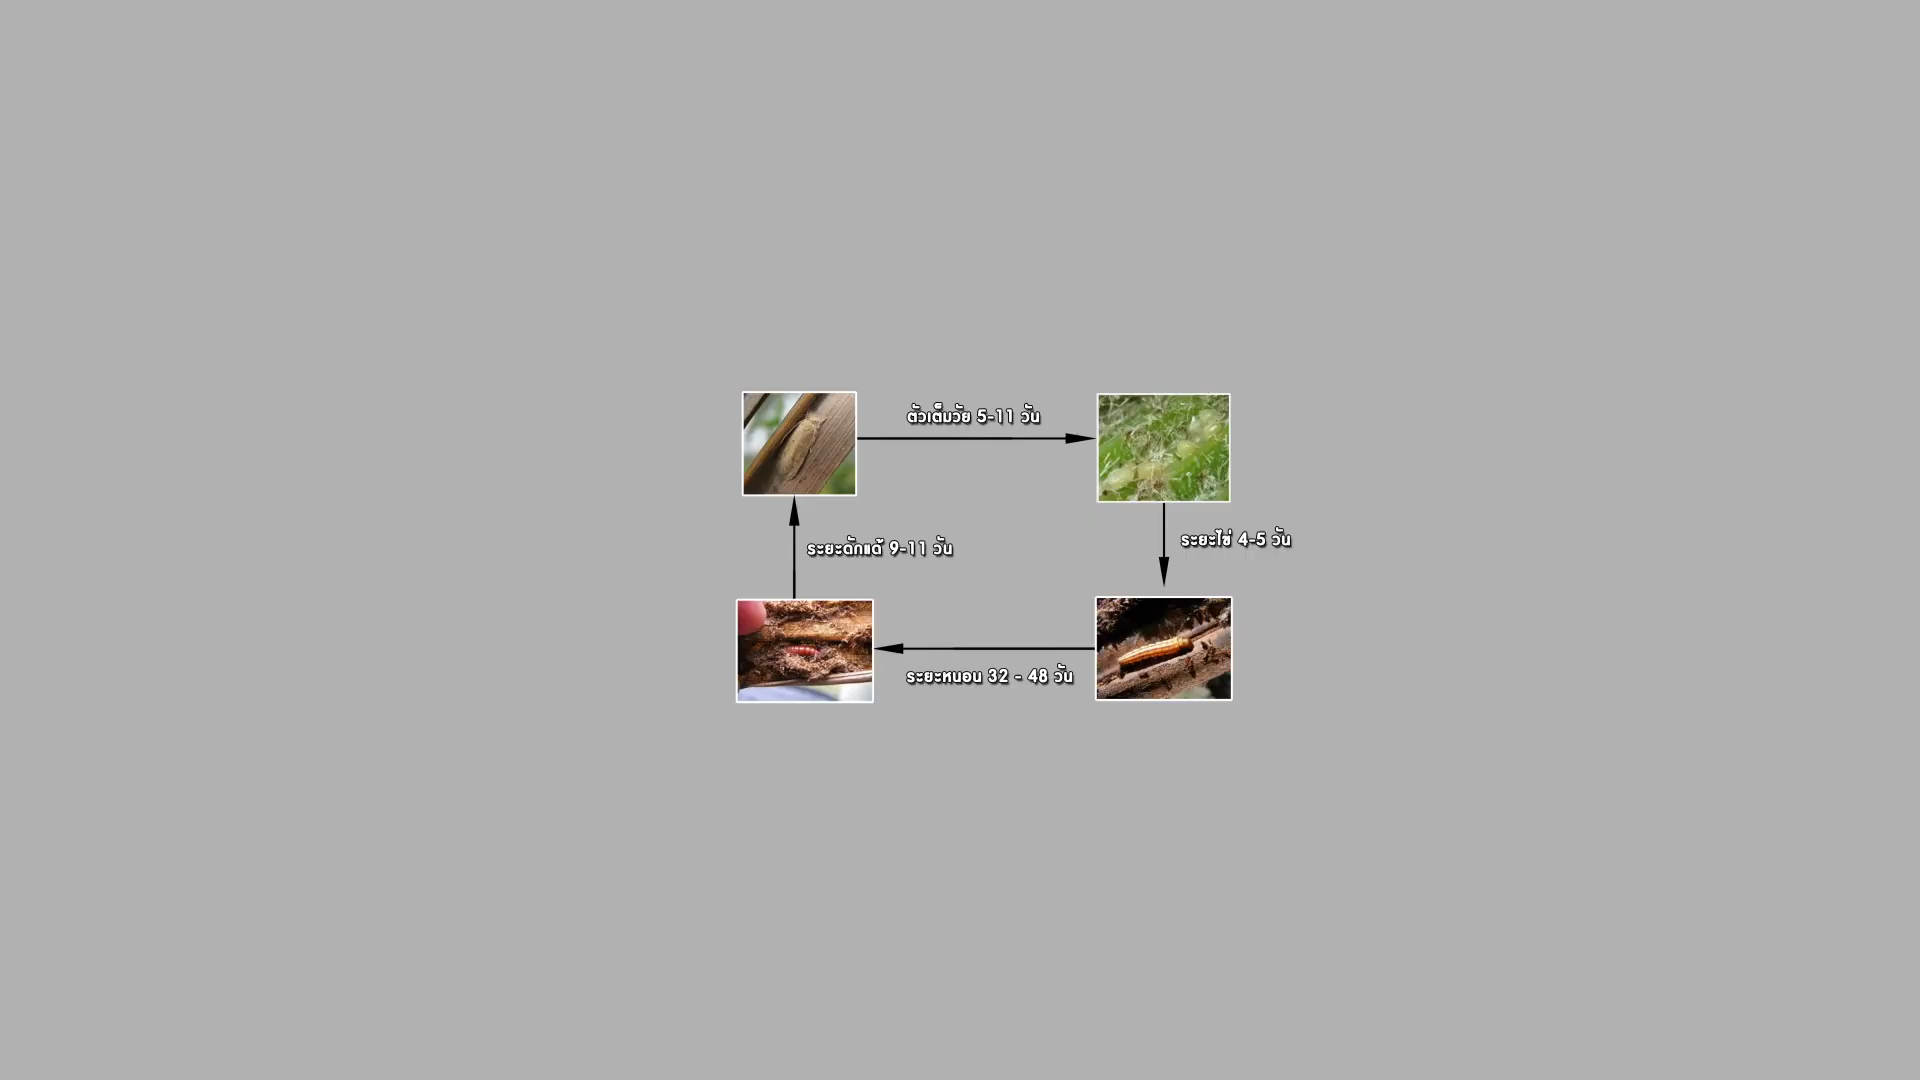 ตัวเต็มวัย 5-11 วัน
ระยะไข่ 4-5 วัน
ระยะดักแด้ 9-11 วัน
ระยะหนอน 32 - 48 วัน